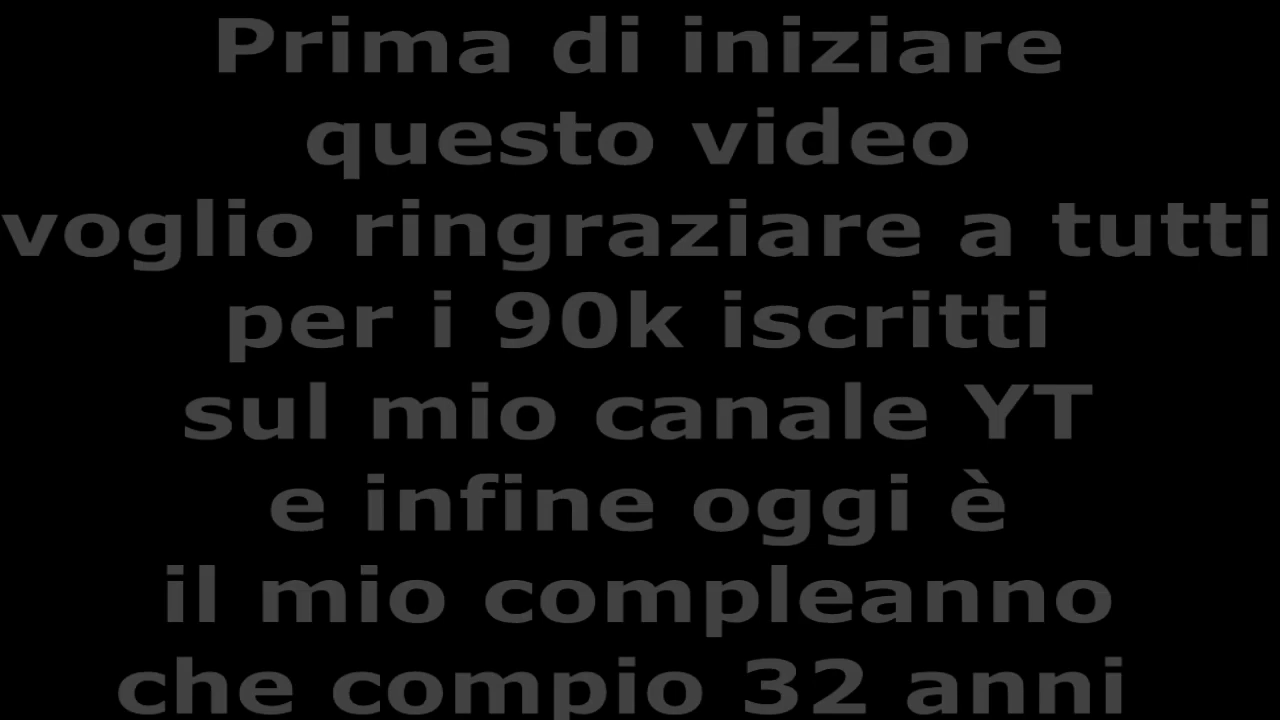 Prima di iniziare
questo video
voglio ringraziare a tutti
per i 90k iscritti
sul mio canale YT
e infine oggi è
il mio compleanno
che compio 32 anni